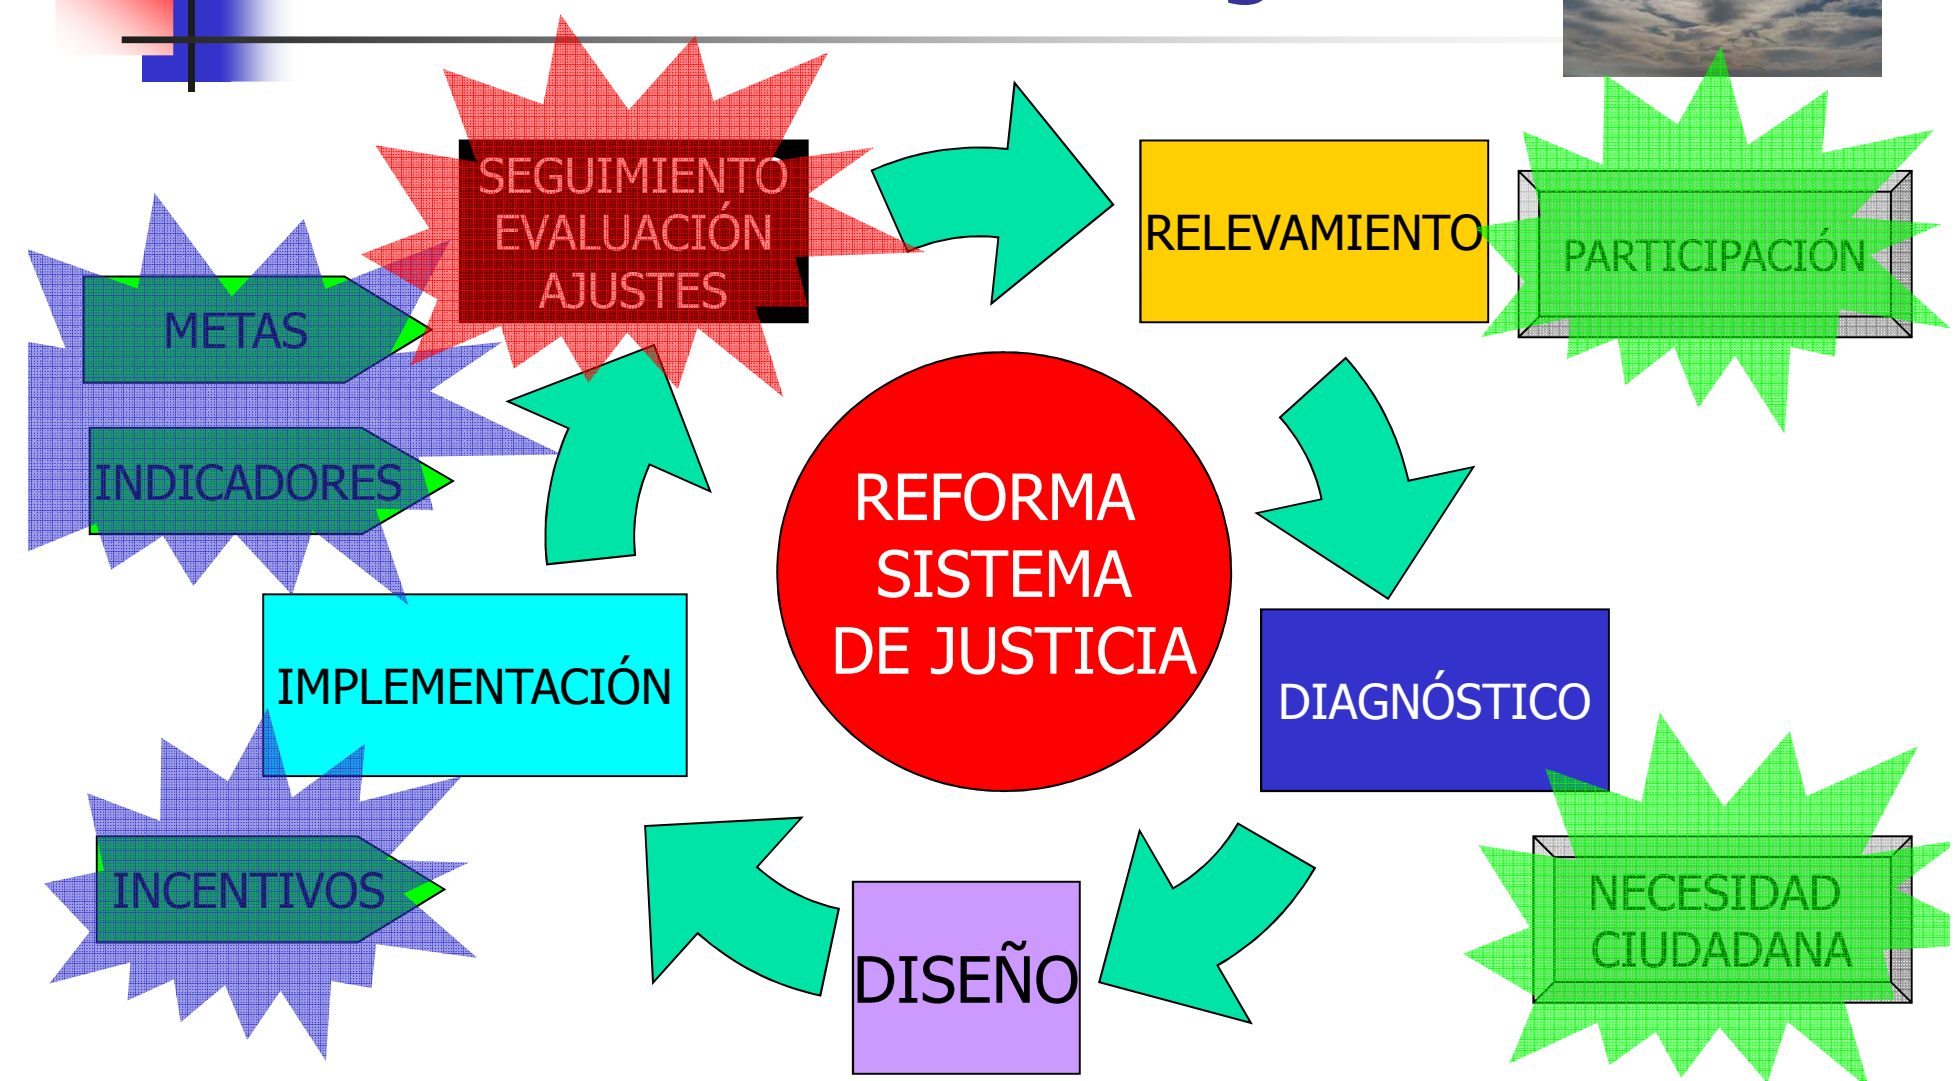 SEGUIMIENTO
EVALUACIÓN
AJUSTES
RELEVAMIENTO
PARTICIPACIÓN
METAS
INDICADORES
REFORMA
SISTEMA
DE JUSTICIA
IMPLEMENTACIÓN
DIAGNÓSTICO
INCENTIVOS
DISEÑO
NECESIDAD
CIUDADANA